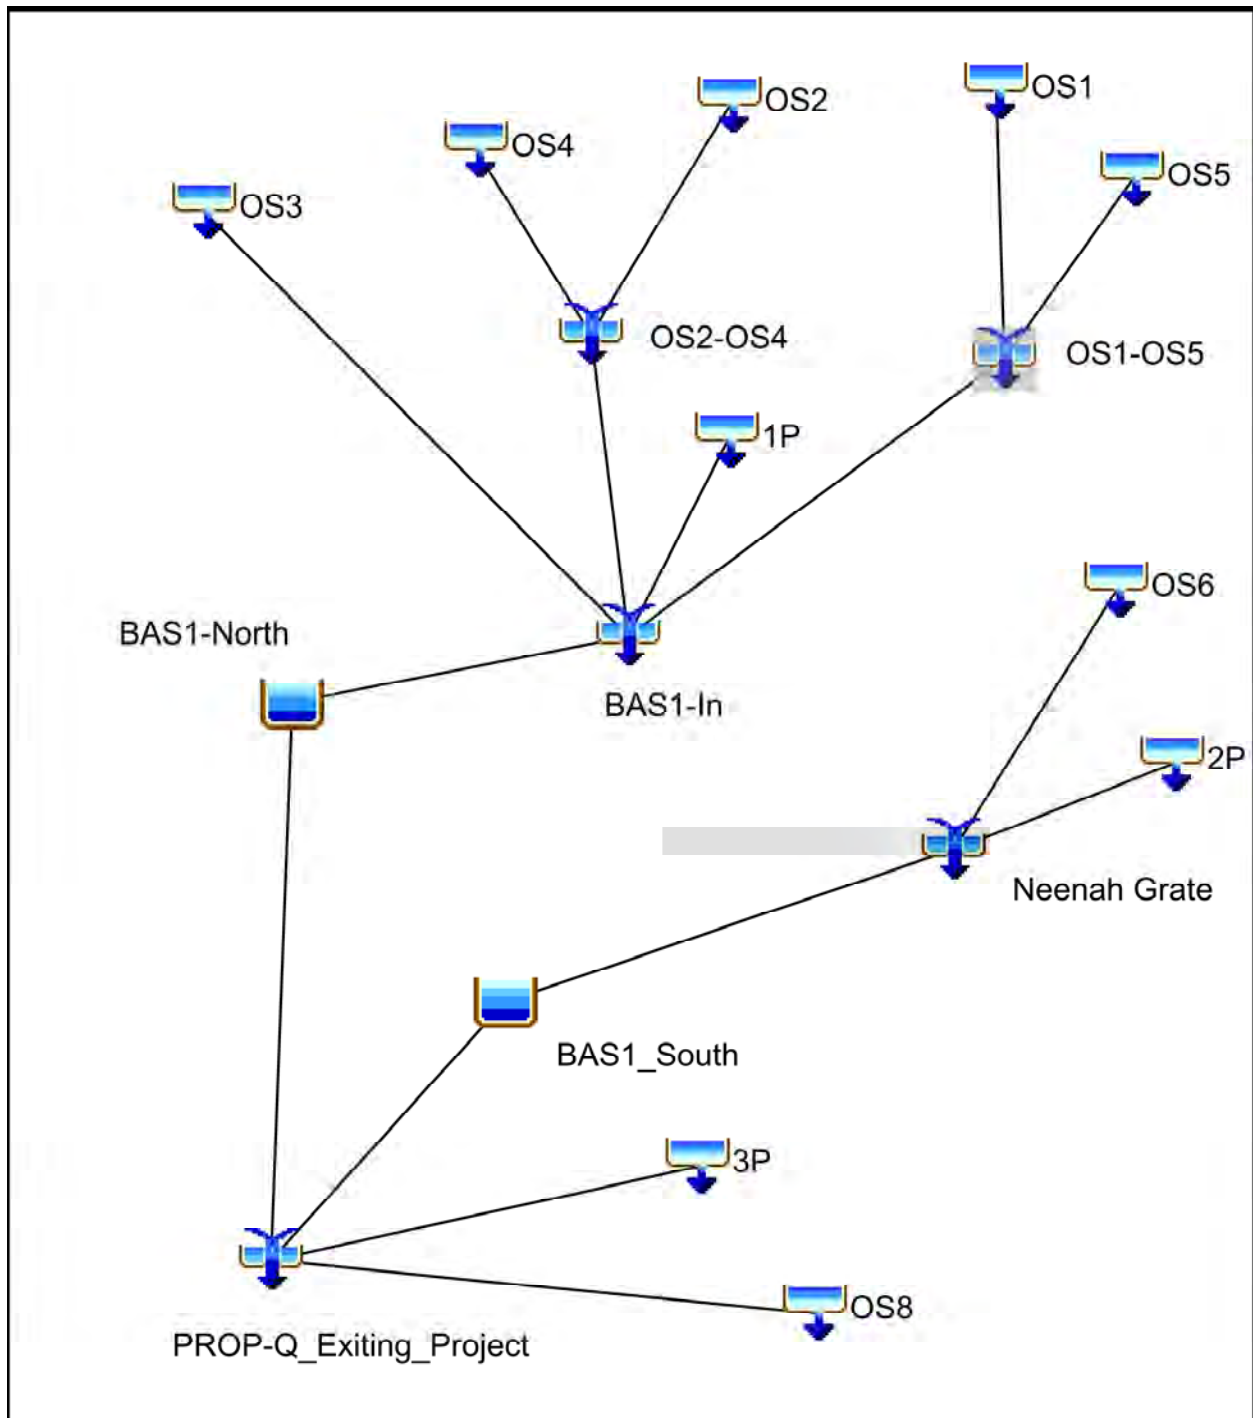 OS1
OS2
OS4
OS5
OS3
OS2-OS4
OS1-OS5
1P
OS6
BAS1-North
BAS1-In
2P
Neenah Grate
BAS1_South
3P
OS8
PROP-Q_Exiting_Project